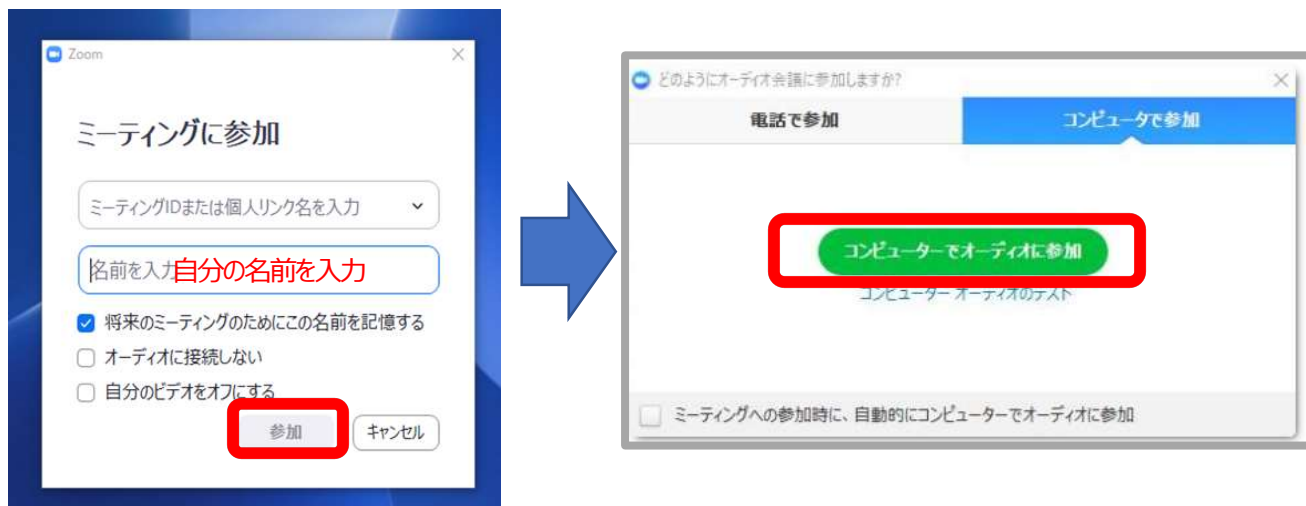 Zoom
ミーティングに参加
ミーティングIDまたは個人リンク名を入力
名前を入力
自分の名前を入力
将来のミーティングのためにこの名前を記憶する
オーディオに接続しない
自分のビデオをオフにする
参加
キャンセル
どのようにオーディオ会議に参加しますか?
電話で参加
コンピュータで参加
コンピューターでオーディオに参加
コンピューター オーディオのテスト
ミーティングへの参加時に、自動的にコンピューターでオーディオに参加